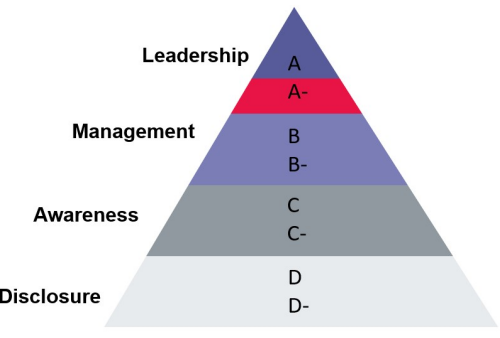 Leadership
A
A-
Management
B
B-
Awareness
C
C-
Disclosure
D
D-